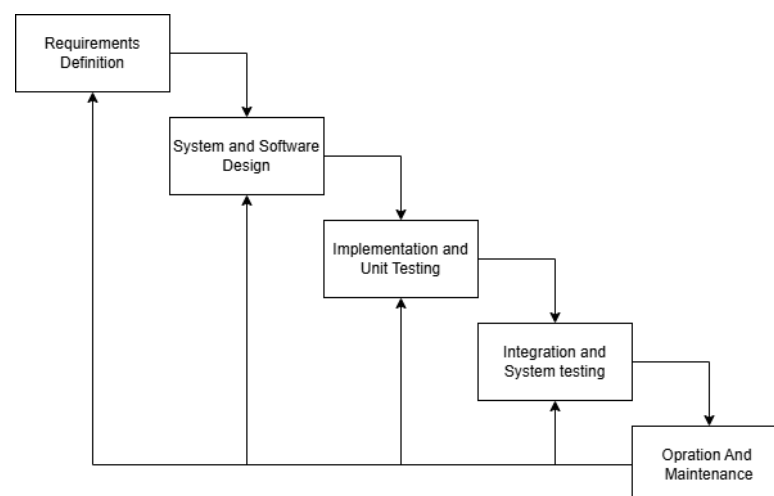 Requirements
Definition
System and Software
Design
Implementation and
Unit Testing
Integration and
System testing
Opration And
Maintenance